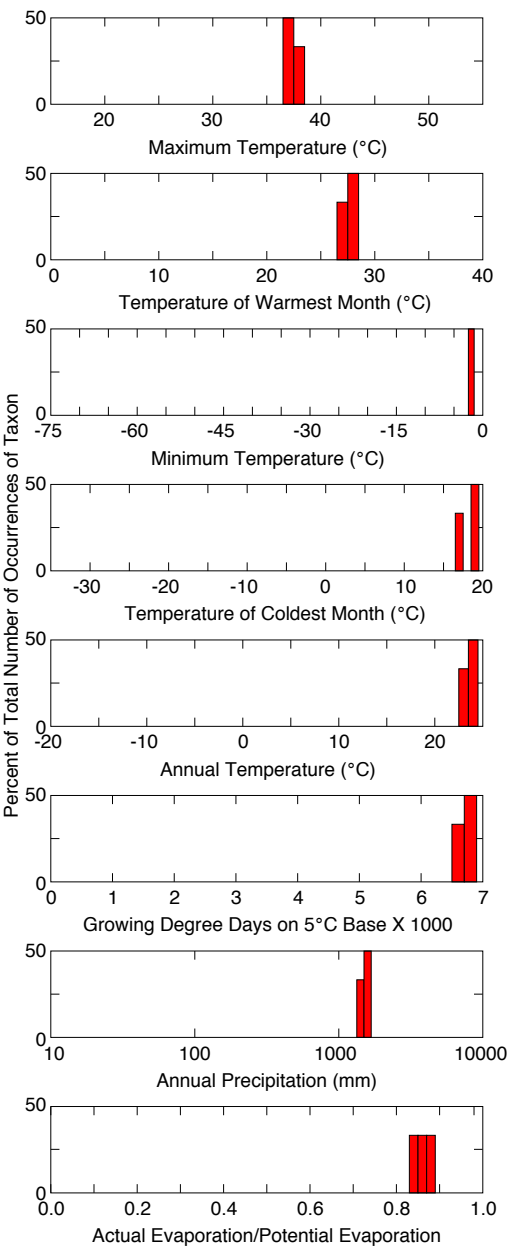 Percent of Total Number of Occurrences of Taxon
50
0
20 30 40 50
Maximum Temperature (°C)
50
0
0 10 20 30 40
Temperature of Warmest Month (°C)
50
0
-75 -60 -45 -30 -15 0
Minimum Temperature (°C)
50
0
-30 -20 -10 0 10 20
Temperature of Coldest Month (°C)
50
0
-20 -10 0 10 20
Annual Temperature (°C)
50
0
0 1 2 3 4 5 6 7
Growing Degree Days on 5°C Base X 1000
50
0
10 100 1000 10000
Annual Precipitation (mm)
50
0
0.0 0.2 0.4 0.6 0.8 1.0
Actual Evaporation/Potential Evaporation